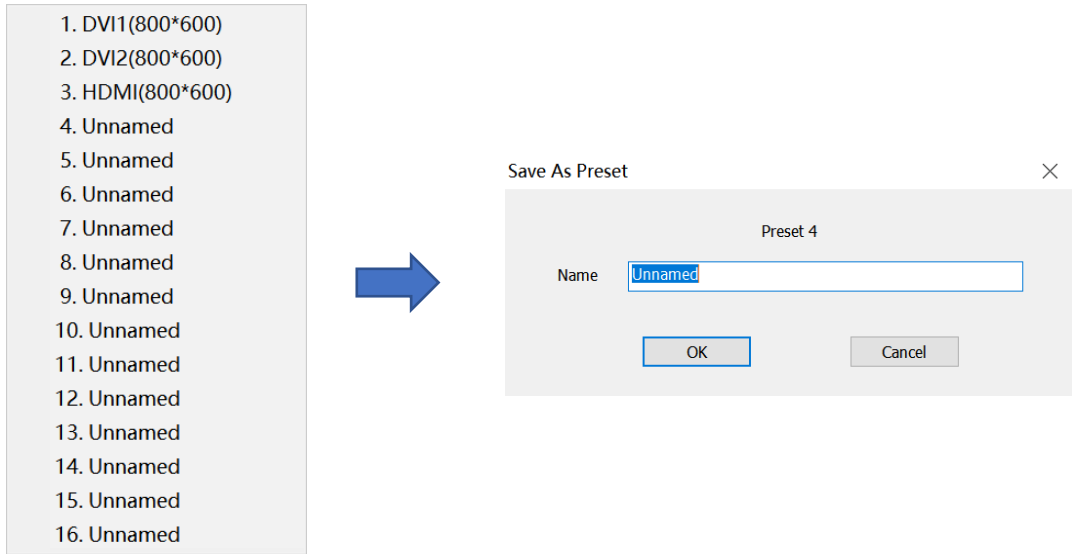 1. DVI1(800*600)
2. DVI2(800*600)
3. HDMI(800*600)
4. Unnamed
5. Unnamed
6. Unnamed
7. Unnamed
8. Unnamed
9. Unnamed
10. Unnamed
11. Unnamed
12. Unnamed
13. Unnamed
14. Unnamed
15. Unnamed
16. Unnamed
Save As Preset
Preset 4
Name Unnamed
OK Cancel